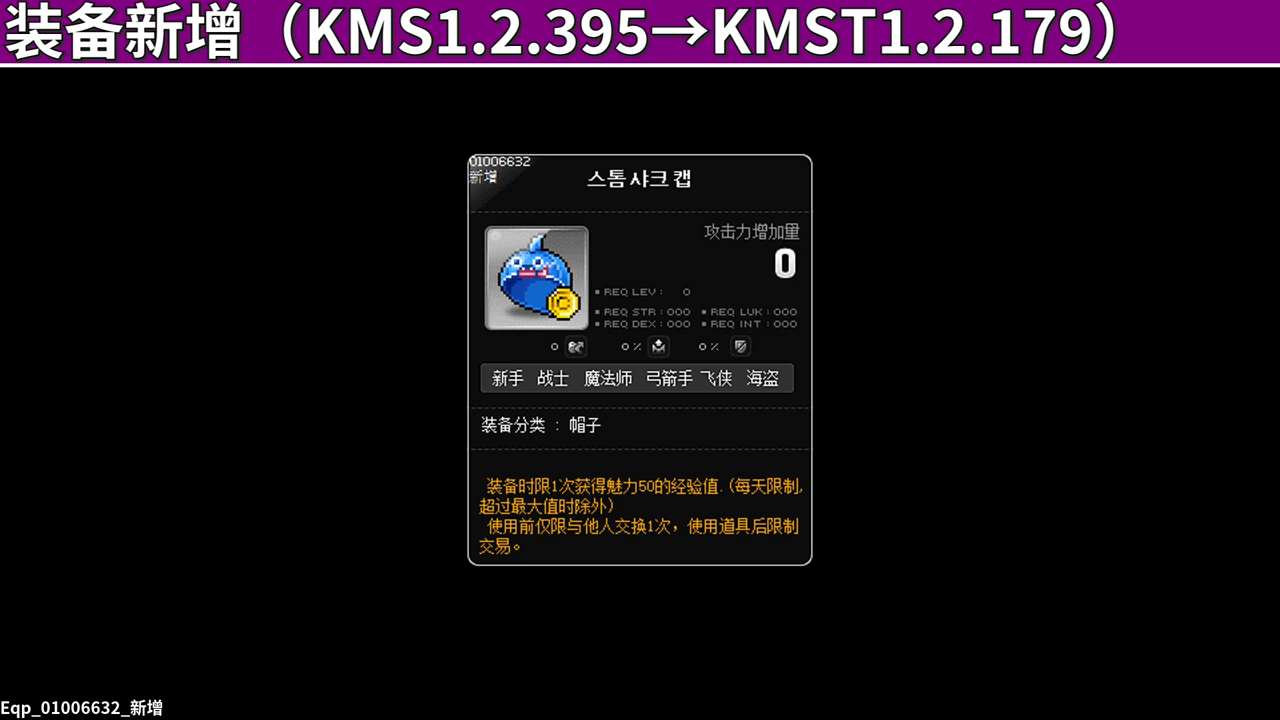 装备新增（KMS1.2.395→KMST1.2.179）
01006632
新增
스톰 샤크 캡
攻击力增加量
0
REQ LEV : 0
REQ STR : 000 REQ LUK : 000
REQ DEX : 000 REQ INT : 000
0 0 % 0 %
新手 战士 魔法师 弓箭手 飞侠 海盗
装备分类 : 帽子
装备时限1次获得魅力50的经验值.(每天限制,
超过最大值时除外)
使用前仅限与他人交换1次，使用道具后限制
交易。
Eqp_01006632_新增